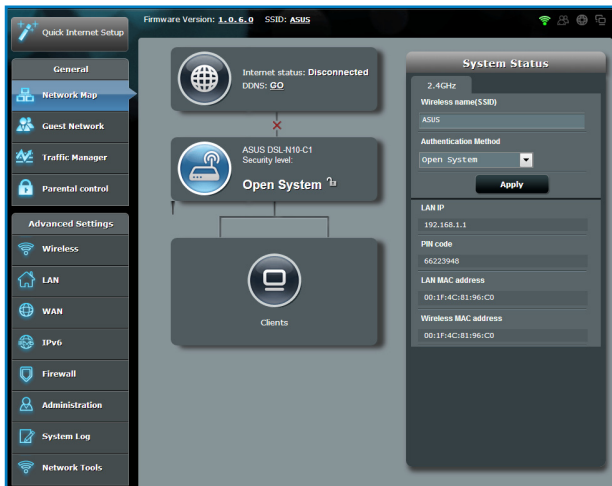 Quick Internet Setup
Firmware Version: 1.0.6.0 SSID: ASUS
General
Network Map
Guest Network
Traffic Manager
Parental control
Advanced Settings
Wireless
LAN
WAN
IPv6
Firewall
Administration
System Log
Network Tools
Internet status: Disconnected
DDNS: GO
ASUS DSL-N10-C1
Security level:
Open System
Clients
System Status
2.4GHz
Wireless name(SSID)
ASUS
Authentication Method
Open System
Apply
LAN IP
192.168.1.1
PIN code
66223948
LAN MAC address
00:1F:4C:81:96:C0
Wireless MAC address
00:1F:4C:81:96:C0